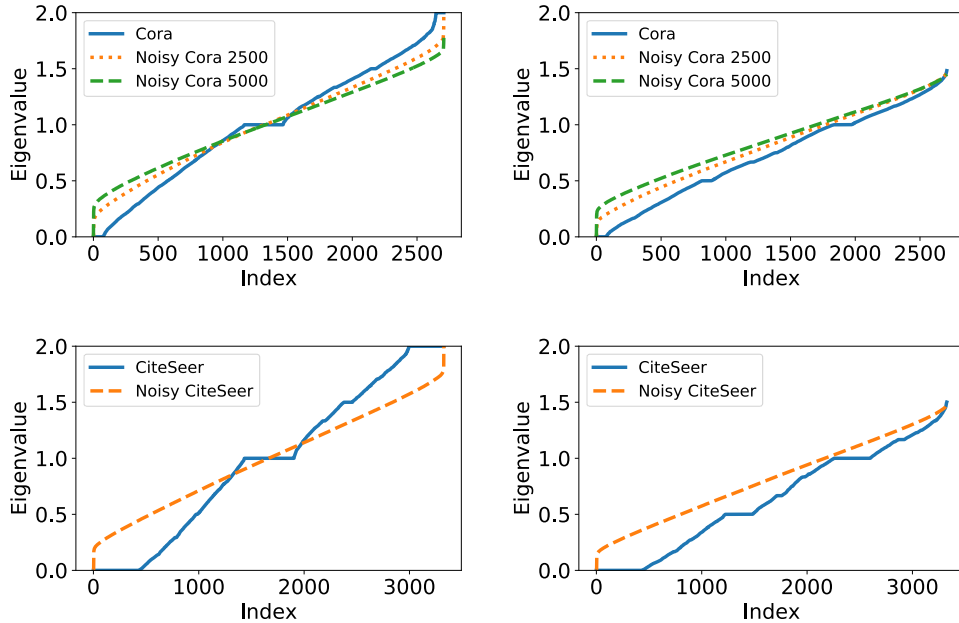 2.0
1.5
1.0
0.5
0.0
Eigenvalue
Cora
Noisy Cora 2500
Noisy Cora 5000
0 500 1000 1500 2000 2500
Index
2.0
1.5
1.0
0.5
0.0
Eigenvalue
Cora
Noisy Cora 2500
Noisy Cora 5000
0 500 1000 1500 2000 2500
Index
2.0
1.5
1.0
0.5
0.0
Eigenvalue
CiteSeer
Noisy CiteSeer
0 1000 2000 3000
Index
2.0
1.5
1.0
0.5
0.0
Eigenvalue
CiteSeer
Noisy CiteSeer
0 1000 2000 3000
Index